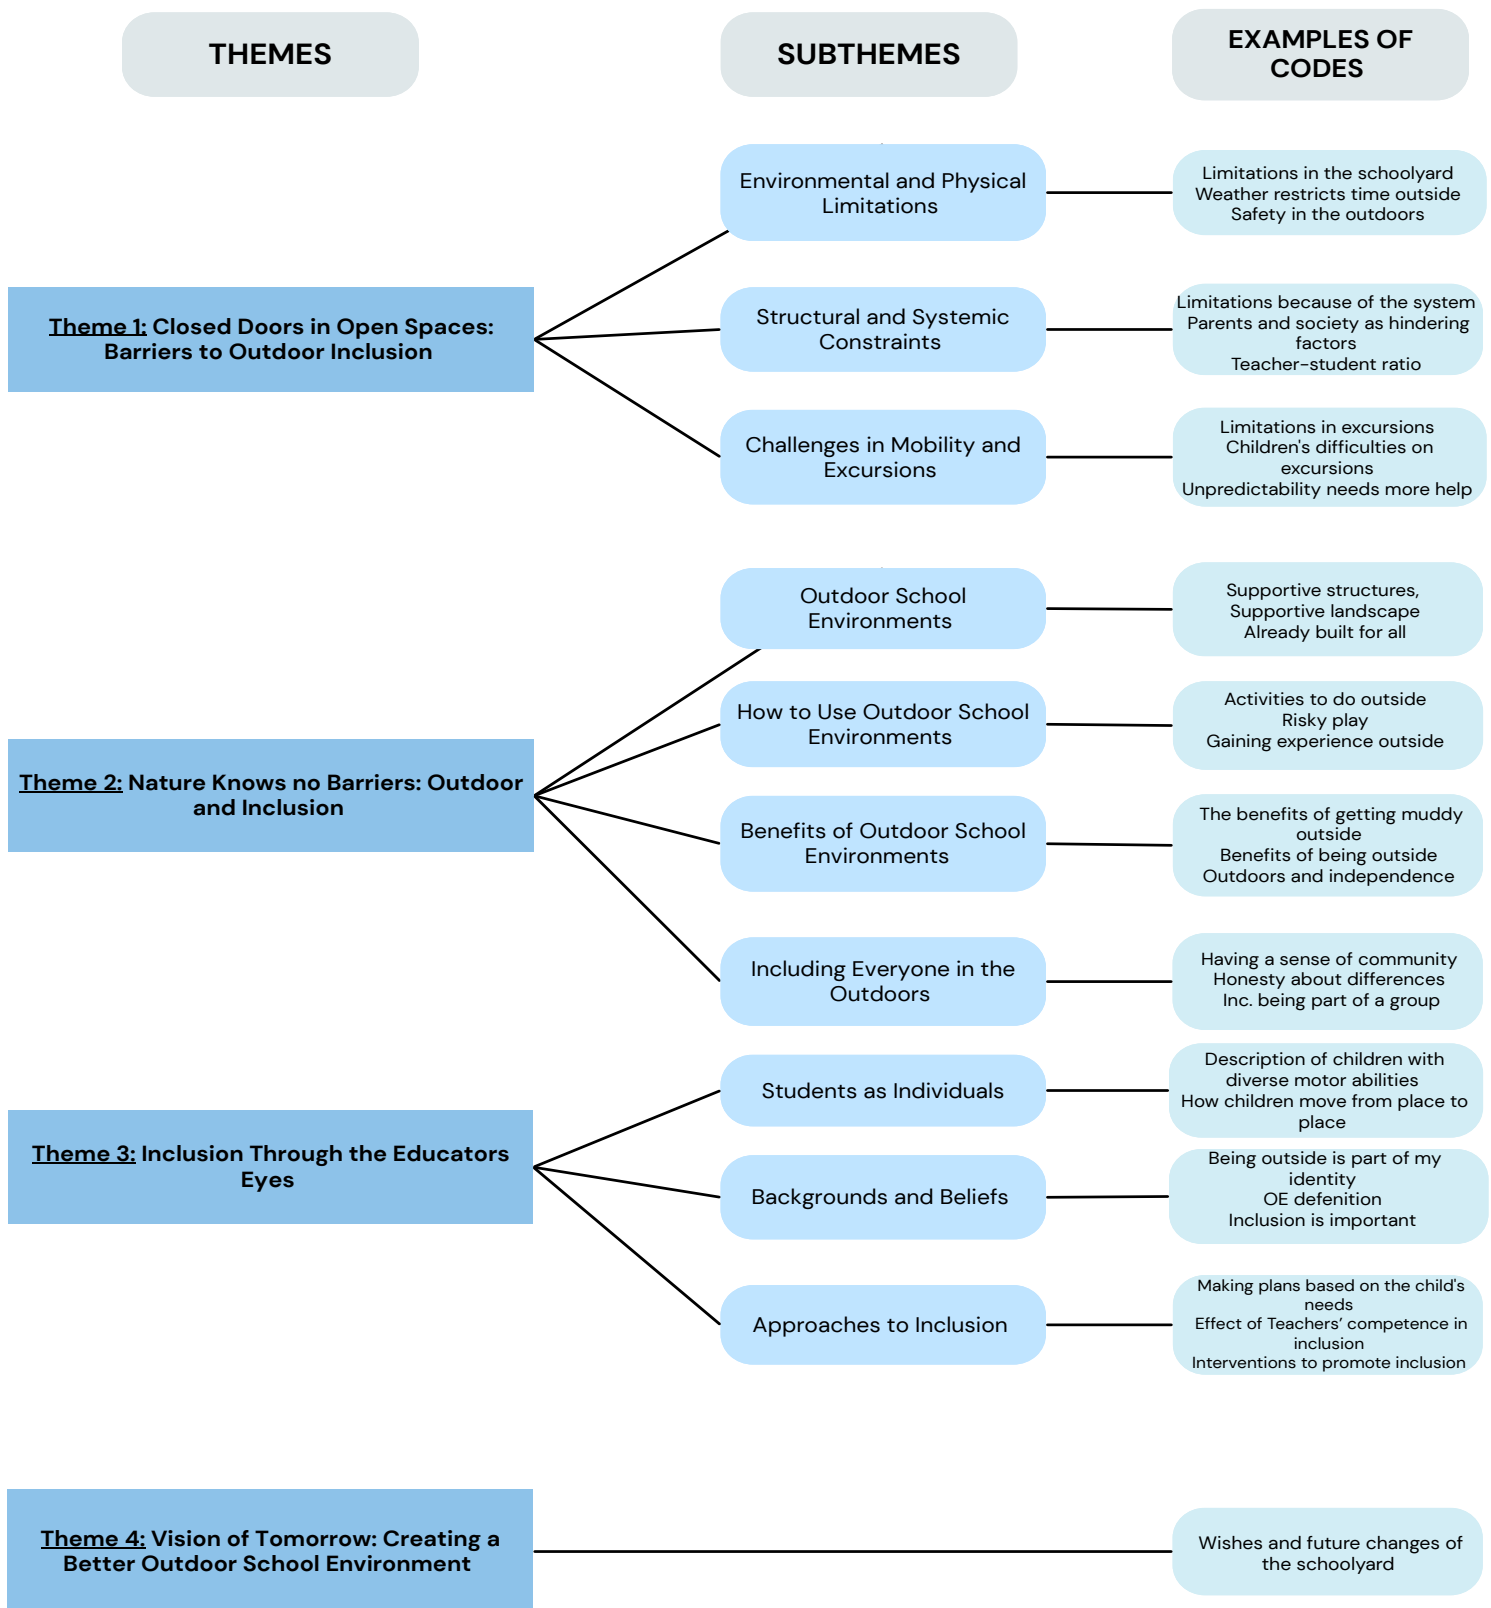 THEMES
SUBTHEMES
EXAMPLES OF
CODES
Theme 1: Closed Doors in Open Spaces:
Barriers to Outdoor Inclusion
Environmental and Physical
Limitations
Limitations in the schoolyard
Weather restricts time outside
Safety in the outdoors
Structural and Systemic
Constraints
Limitations because of the system
Parents and society as hindering
factors
Teacher-student ratio
Challenges in Mobility and
Excursions
Limitations in excursions
Children's difficulties on
excursions
Unpredictability needs more help
Theme 2: Nature Knows no Barriers: Outdoor
and Inclusion
Outdoor School
Environments
Supportive structures,
Supportive landscape
Already built for all
How to Use Outdoor School
Environments
Activities to do outside
Risky play
Gaining experience outside
Benefits of Outdoor School
Environments
The benefits of getting muddy
outside
Benefits of being outside
Outdoors and independence
Including Everyone in the
Outdoors
Having a sense of community
Honesty about differences
Inc. being part of a group
Theme 3: Inclusion Through the Educators
Eyes
Students as Individuals
Description of children with
diverse motor abilities
How children move from place to
place
Backgrounds and Beliefs
Being outside is part of my
identity
OE defenition
Inclusion is important
Approaches to Inclusion
Making plans based on the child's
needs
Effect of Teachers’ competence in
inclusion
Interventions to promote inclusion
Theme 4: Vision of Tomorrow: Creating a
Better Outdoor School Environment
Wishes and future changes of
the schoolyard